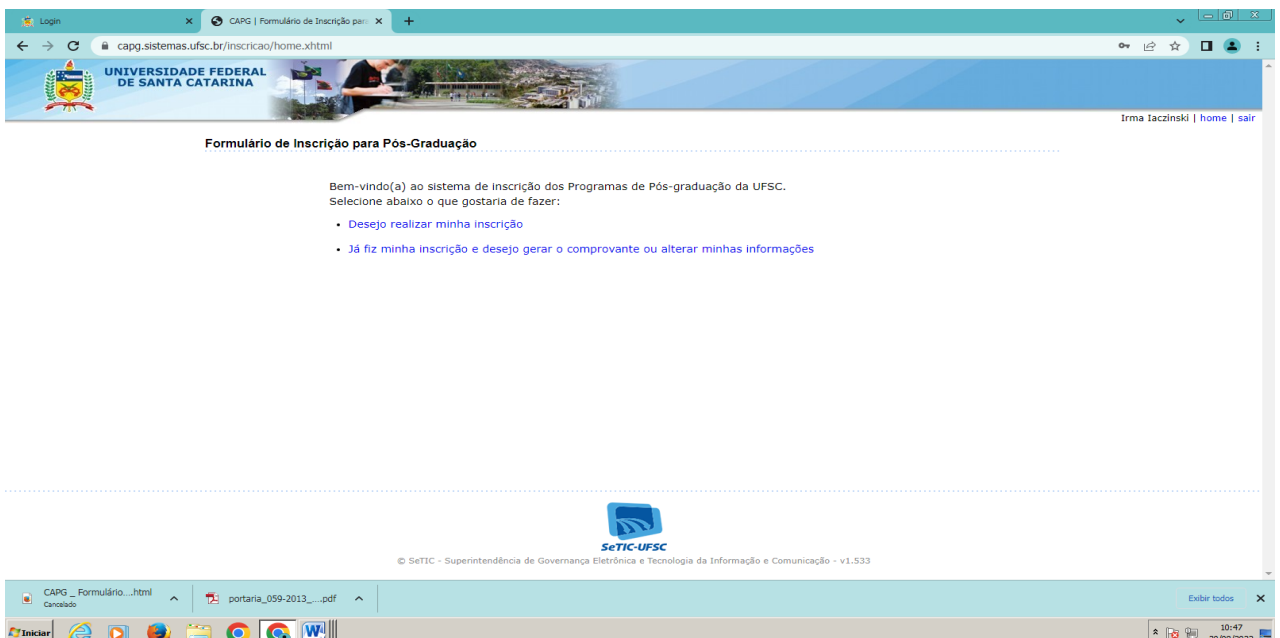 Login
CAPG | Formulário de Inscrição para
capg.sistemas.ufsc.br/inscricao/home.xhtml
UNIVERSIDADE FEDERAL
DE SANTA CATARINA
Irma Iaczinski | home | sair
Formulário de Inscrição para Pós-Graduação
Bem-vindo(a) ao sistema de inscrição dos Programas de Pós-graduação da UFSC.
Selecione abaixo o que gostaria de fazer:
• Desejo realizar minha inscrição
• Já fiz minha inscrição e desejo gerar o comprovante ou alterar minhas informações
SeTIC-UFSC
© SeTIC - Superintendência de Governança Eletrônica e Tecnologia da Informação e Comunicação - v1.533
CAPG _ Formulário....html
Cancelado
portaria_059-2013_....pdf
Exibir todos
Iniciar
10:47